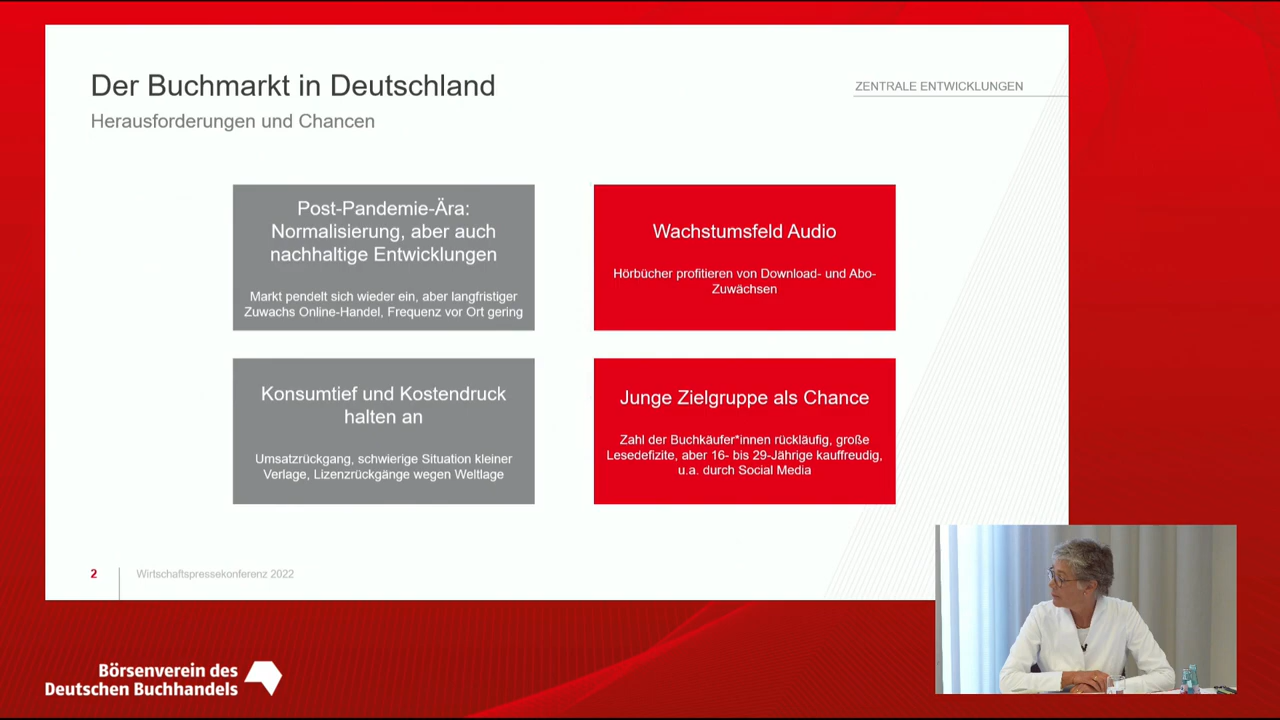 Der Buchmarkt in Deutschland
Herausforderungen und Chancen
ZENTRALE ENTWICKLUNGEN
Post-Pandemie-Ära:
Normalisierung, aber auch
nachhaltige Entwicklungen
Markt pendelt sich wieder ein, aber langfristiger
Zuwachs Online-Handel, Frequenz vor Ort gering
Wachstumsfeld Audio
Hörbücher profitieren von Download- und Abo-
Zuwächsen
Konsumtief und Kostendruck
halten an
Umsatzrückgang, schwierige Situation kleiner
Verlage, Lizenzrückgänge wegen Weltlage
Junge Zielgruppe als Chance
Zahl der Buchkäufer*innen rückläufig, große
Lesedefizite, aber 16- bis 29-Jährige kauffreudig,
u.a. durch Social Media
2
Wirtschaftspressekonferenz 2022
Börsenverein des
Deutschen Buchhandels